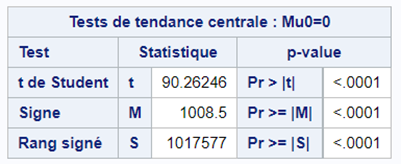 Tests de tendance centrale : Mu0=0
Test Statistique p-value
t de Student t 90.26246 Pr > |t| <.0001
Signe M 1008.5 Pr >= |M| <.0001
Rang signé S 1017577 Pr >= |S| <.0001